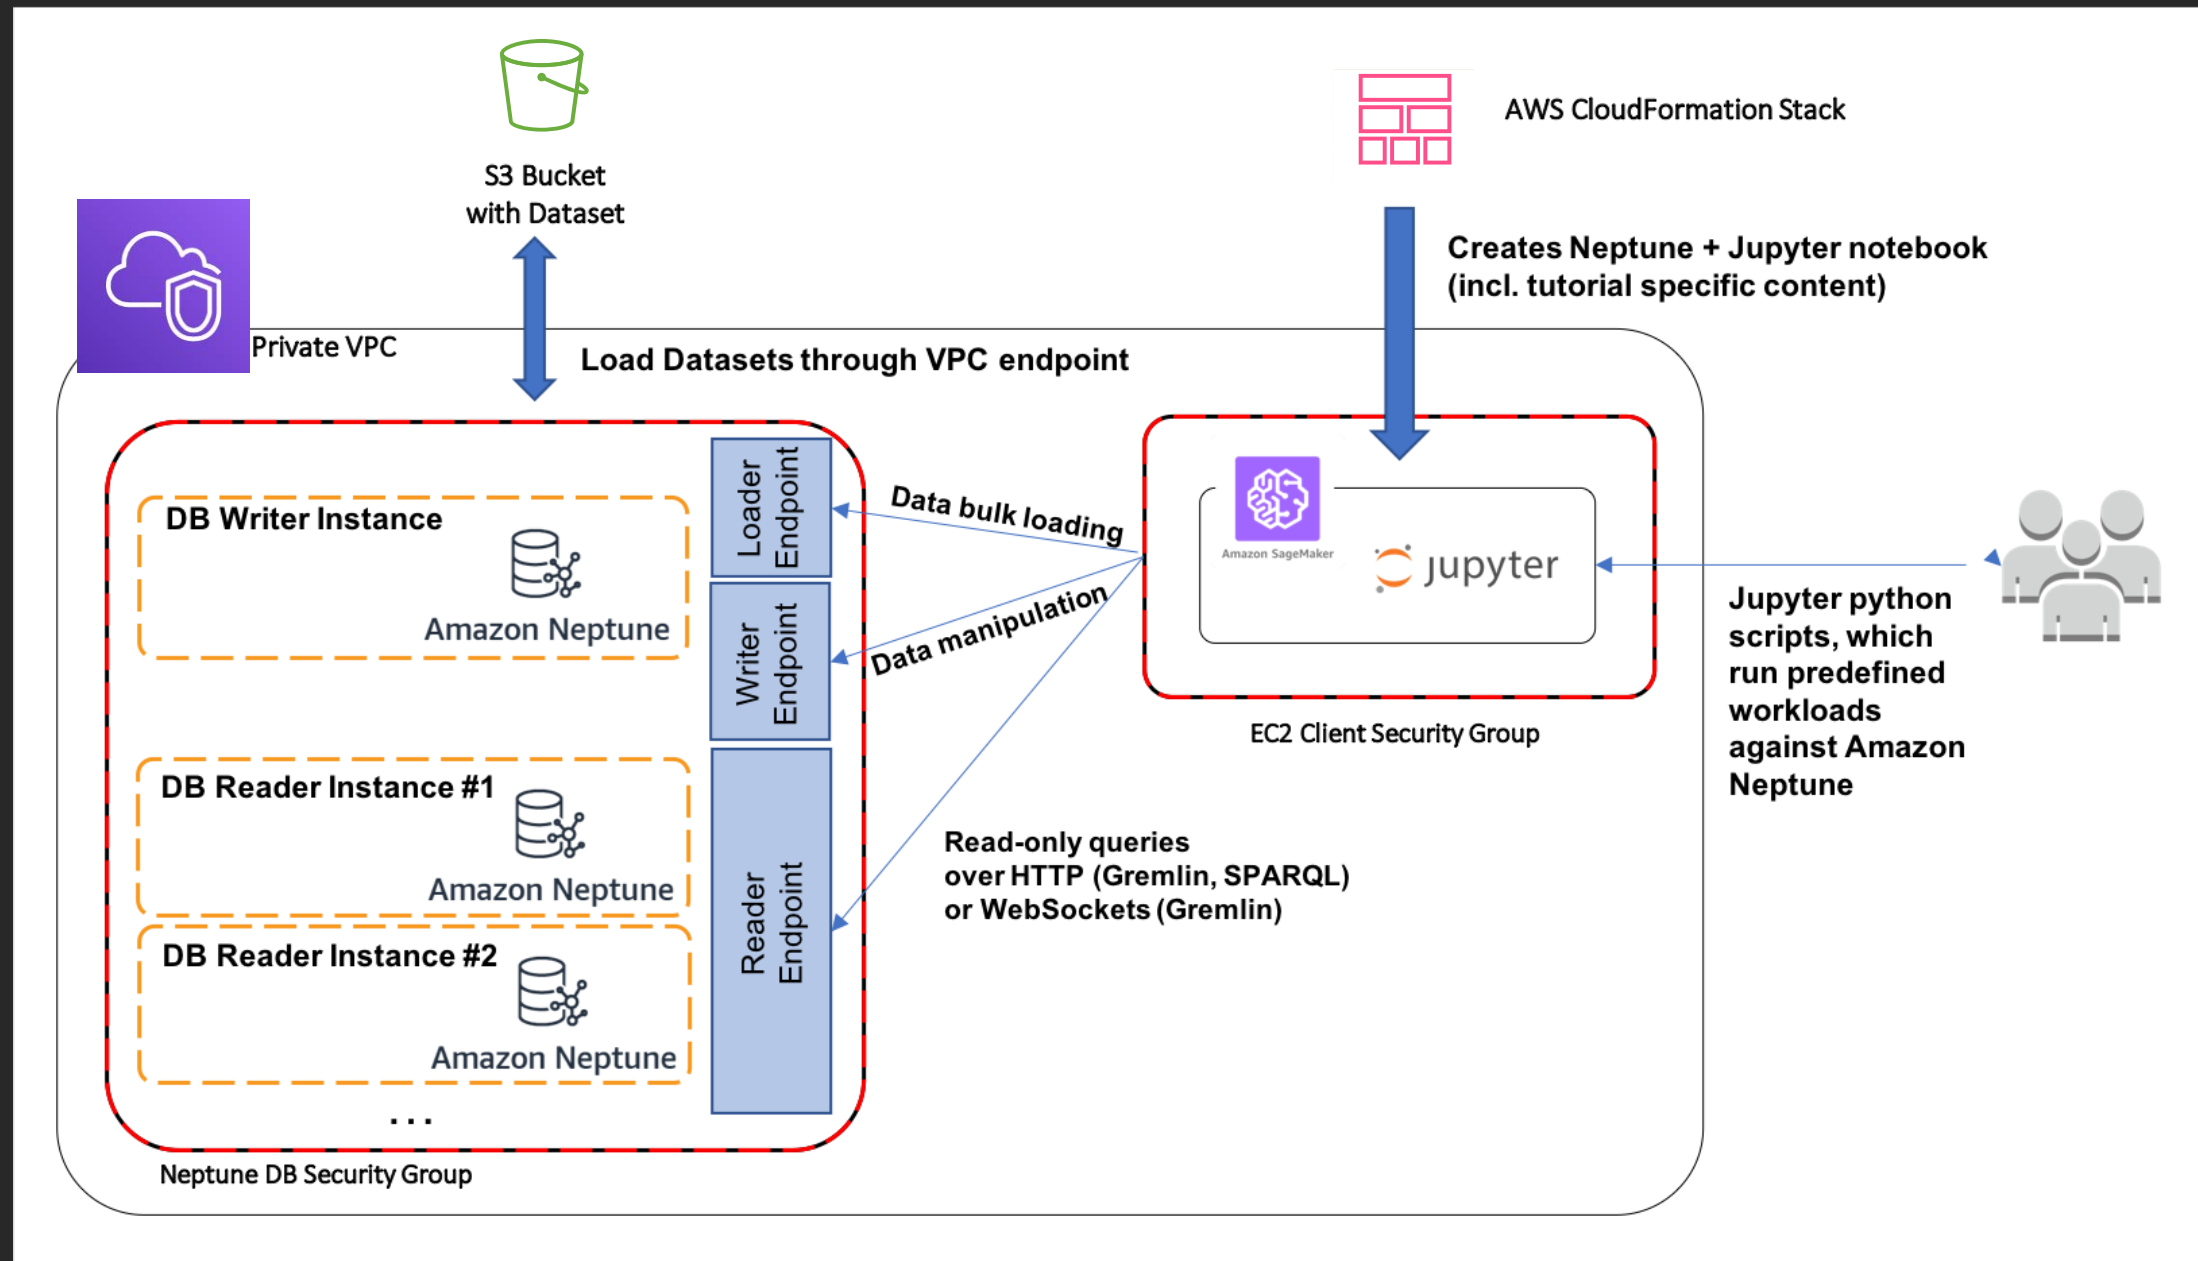 S3 Bucket
with Dataset
AWS CloudFormation Stack
Creates Neptune + Jupyter notebook
(incl. tutorial specific content)
Private VPC
Load Datasets through VPC endpoint
DB Writer Instance
Amazon Neptune
DB Reader Instance #1
Amazon Neptune
DB Reader Instance #2
Amazon Neptune
...
Neptune DB Security Group
Loader
Endpoint
Writer
Endpoint
Reader
Endpoint
Data bulk loading
Data manipulation
Read-only queries
over HTTP (Gremlin, SPARQL)
or WebSockets (Gremlin)
Amazon SageMaker
jupyter
EC2 Client Security Group
Jupyter python
scripts, which
run predefined
workloads
against Amazon
Neptune